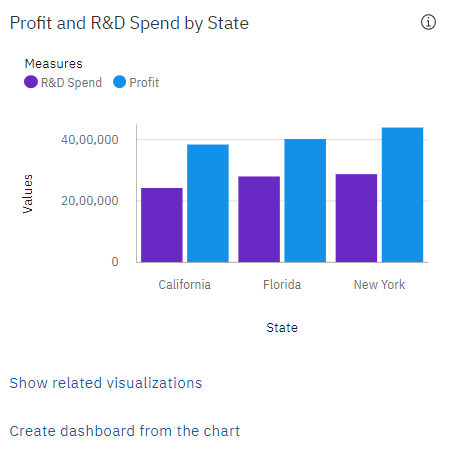 Profit and R&D Spend by State
Measures
R&D Spend Profit
Values
40,00,000
20,00,000
0
California Florida New York
State
Show related visualizations
Create dashboard from the chart